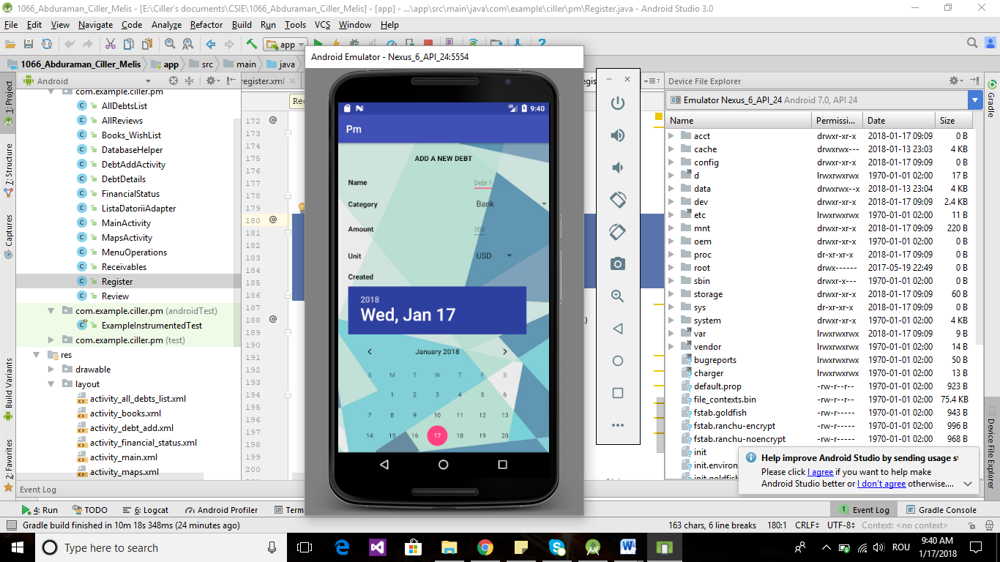 1066_Abduraman_Ciller_Melis - [E:\Ciller's documents\CSIE\1066_Abduraman_Ciller_Melis] - [app] - ...\app\src\main\java\com\example\ciller\pm\Register.java - Android Studio 3.0
File Edit View Navigate Code Analyze Refactor Build Run Tools VCS Window Help
app
1066_Abduraman_Ciller_Melis app src main java
Android
1: Project
7: Structure
Captures
Build Variants
2: Favorites
com.example.ciller.pm
AllDebtsList
AllReviews
Books_WishList
DatabaseHelper
DebtAddActivity
DebtDetails
FinancialStatus
ListaDatoriiAdapter
MainActivity
MapsActivity
MenuOperations
Receivables
Register
Review
com.example.ciller.pm (androidTest)
ExampleInstrumentedTest
com.example.ciller.pm (test)
res
drawable
layout
activity_all_debts_list.xml
activity_books.xml
activity_debt_add.xml
activity_financial_status.xml
activity_main.xml
activity_maps.xml
register.xml
Rec
172
173
174
175
176
177
178
179
180
181
182
183
184
185
186
187
188
189
190
191
192
193
194
195
196
197
198
199
200
Android Emulator - Nexus_6_API_24:5554
9:40
Pm
ADD A NEW DEBT
Name Debt 1
Category Bank
Amount 200
Unit USD
Created
2018
Wed, Jan 17
January 2018
S M T W T F S
1 2 3 4 5 6
7 8 9 10 11 12 13
14 15 16 17 18 19 20
egis
7
Device File Explorer
Emulator Nexus_6_API_24 Android 7.0, API 24
Name Permissi... Date Size
acct drwxr-xr-x 2018-01-17 09:09 0 B
cache drwxrwx--- 2018-01-13 23:03 4 KB
config drwxr-xr-x 2018-01-17 09:09 0 B
d lrwxrwxrwx 1970-01-01 02:00 17 B
data drwxrwx--x 2018-01-13 23:04 4 KB
dev drwxr-xr-x 2018-01-17 09:09 2.4 KB
etc lrwxrwxrwx 1970-01-01 02:00 11 B
mnt drwxr-xr-x 2018-01-17 09:09 220 B
oem drwxr-xr-x 1970-01-01 02:00 0 B
proc dr-xr-xr-x 2018-01-17 09:09 0 B
root drwx------ 2017-05-19 22:49 0 B
sbin drwxr-x--- 1970-01-01 02:00 0 B
storage drwxr-xr-x 2018-01-17 09:09 60 B
sys dr-xr-xr-x 2018-01-17 09:09 0 B
system drwxr-xr-x 1970-01-01 02:00 4 KB
var lrwxrwxrwx 2018-01-17 09:09 9 B
vendor lrwxrwxrwx 1970-01-01 02:00 14 B
bugreports lrwxrwxrwx 1970-01-01 02:00 50 B
charger lrwxrwxrwx 1970-01-01 02:00 13 B
default.prop -rw-r--r-- 1970-01-01 02:00 923 B
file_contexts.bin -rw-r--r-- 1970-01-01 02:00 75.4 KB
fstab.goldfish -rw-r----- 1970-01-01 02:00 943 B
fstab.ranchu-encrypt -rw-r----- 1970-01-01 02:00 996 B
fstab.ranchu-noencrypt -rw-r----- 1970-01-01 02:00 968 B
init
init.environ
init.goldfish
Help improve Android Studio by sending usage st
Please click I agree if you want to help make
Android Studio better or I don't agree otherwise....
Gradle
Device File Explorer
Event Log
4: Run TODO 6: Logcat Android Profiler Term
1 Event Log Gradle Console
Gradle build finished in 10m 18s 348ms (24 minutes ago)
163 chars, 6 line breaks 180:1 CRLF UTF-8 Context: <no context>
Type here to search
ROU
9:40 AM
1/17/2018